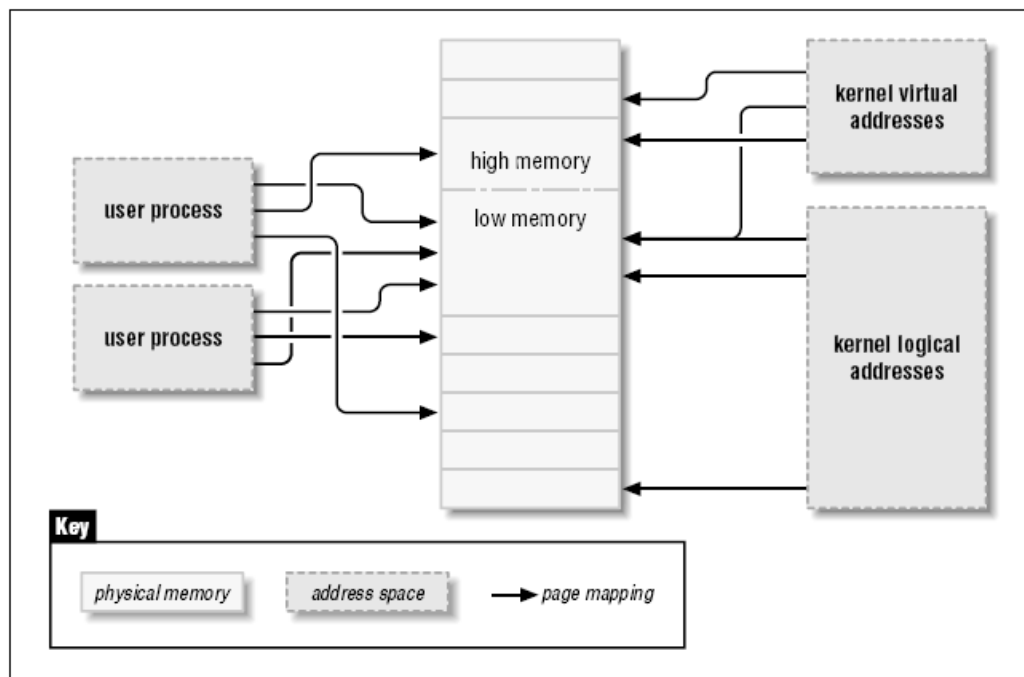 kernel virtual
addresses
high memory
low memory
user process
user process
kernel logical
addresses
Key
physical memory
address space
page mapping